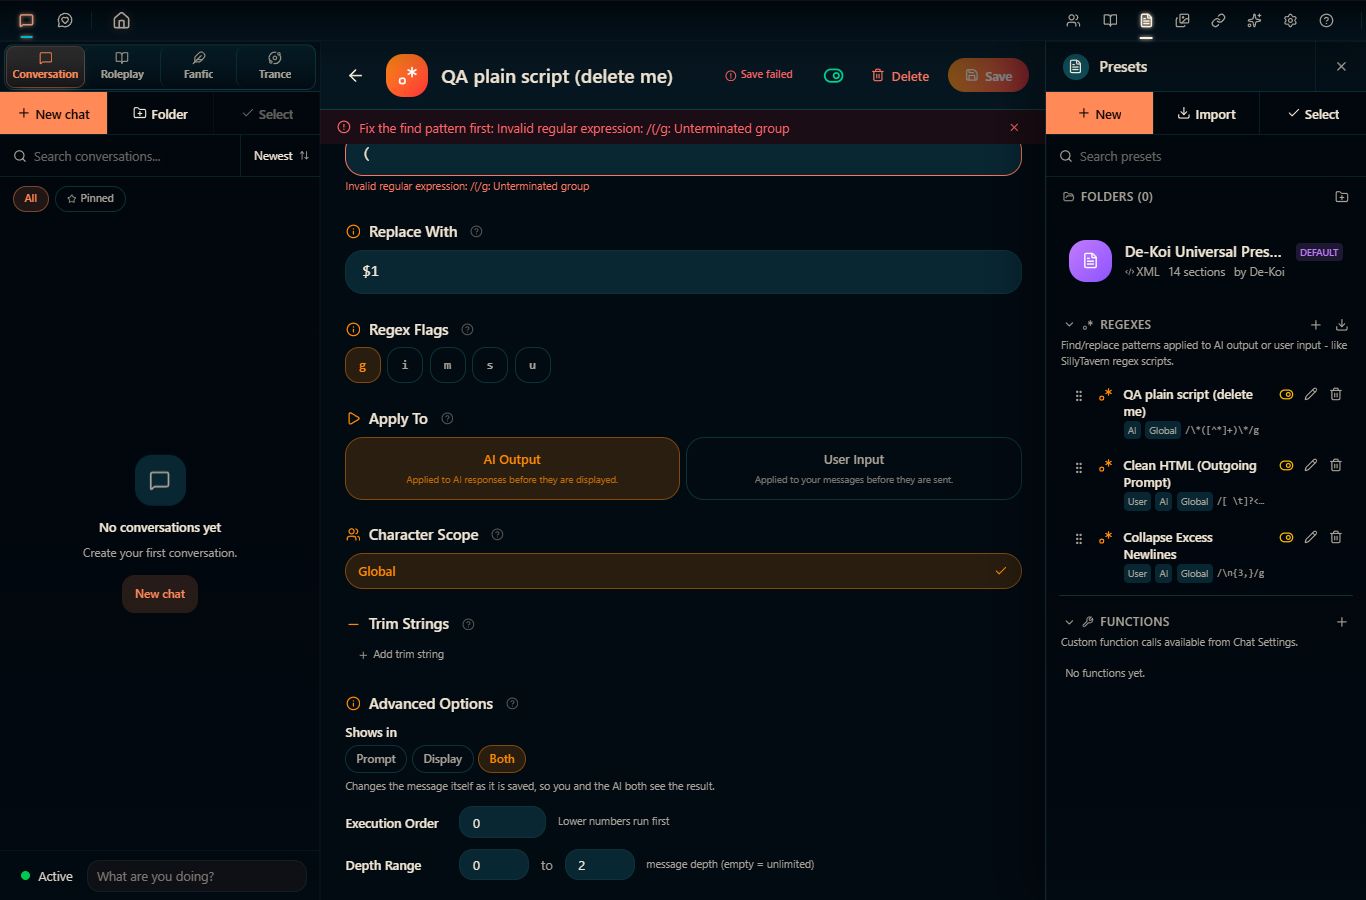 Conversation
Roleplay
Fanfic
Trance
New chat
Folder
Select
Search conversations...
Newest
All
Pinned
No conversations yet
Create your first conversation.
New chat
Active
What are you doing?
QA plain script (delete me)
Save failed
Delete
Save
Fix the find pattern first: Invalid regular expression: /(/g: Unterminated group
(
Invalid regular expression: /(/g: Unterminated group
Replace With
$1
Regex Flags
g i m s u
Apply To
AI Output
Applied to AI responses before they are displayed.
User Input
Applied to your messages before they are sent.
Character Scope
Global
Trim Strings
+ Add trim string
Advanced Options
Shows in
Prompt Display Both
Changes the message itself as it is saved, so you and the AI both see the result.
Execution Order 0 Lower numbers run first
Depth Range 0 to 2 message depth (empty = unlimited)
Presets
New
Import
Select
Search presets
FOLDERS (0)
De-Koi Universal Pres... DEFAULT
XML 14 sections by De-Koi
REGEXES
Find/replace patterns applied to AI output or user input - like
SillyTavern regex scripts.
QA plain script (delete
me)
AI Global /\*([^*]+)\*/g
Clean HTML (Outgoing
Prompt)
User AI Global /[ \t]?<…
Collapse Excess
Newlines
User AI Global /\n{3,}/g
FUNCTIONS
Custom function calls available from Chat Settings.
No functions yet.